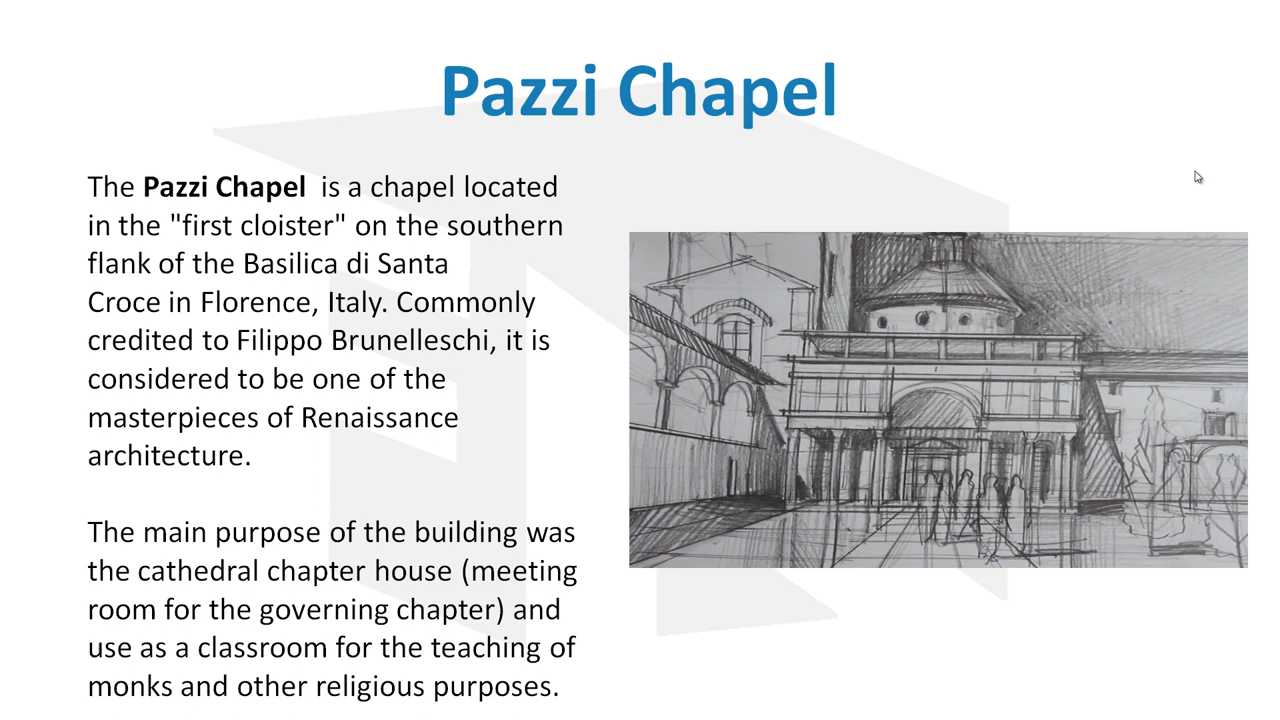 Pazzi Chapel
The Pazzi Chapel is a chapel located
in the "first cloister" on the southern
flank of the Basilica di Santa
Croce in Florence, Italy. Commonly
credited to Filippo Brunelleschi, it is
considered to be one of the
masterpieces of Renaissance
architecture.
The main purpose of the building was
the cathedral chapter house (meeting
room for the governing chapter) and
use as a classroom for the teaching of
monks and other religious purposes.